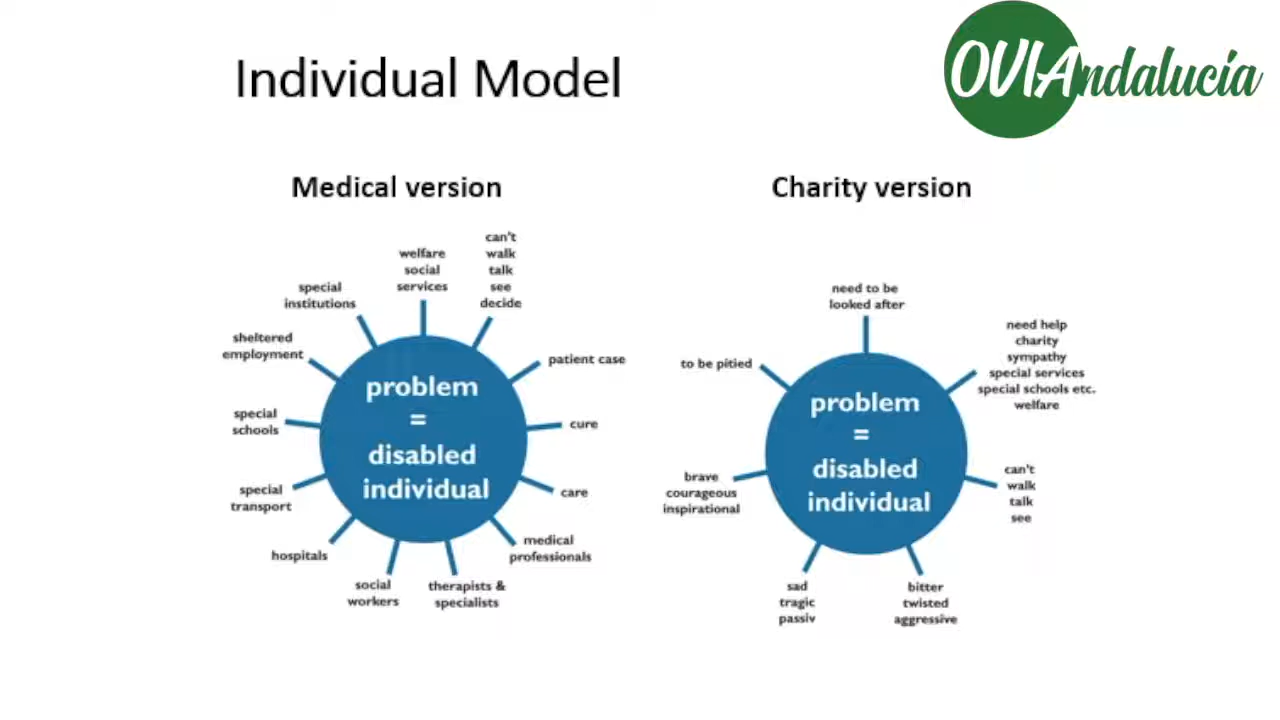 Individual Model
OVIAndalucía
Medical version
can't
walk
talk
see
decide
welfare
social
services
special
institutions
sheltered
employment
special
schools
special
transport
hospitals
social
workers
therapists &
specialists
medical
professionals
care
cure
patient case
problem
=
disabled
individual
Charity version
need to be
looked after
need help
charity
sympathy
special services
special schools etc.
welfare
to be pitied
brave
courageous
inspirational
can't
walk
talk
see
sad
tragic
passiv
bitter
twisted
aggressive
problem
=
disabled
individual